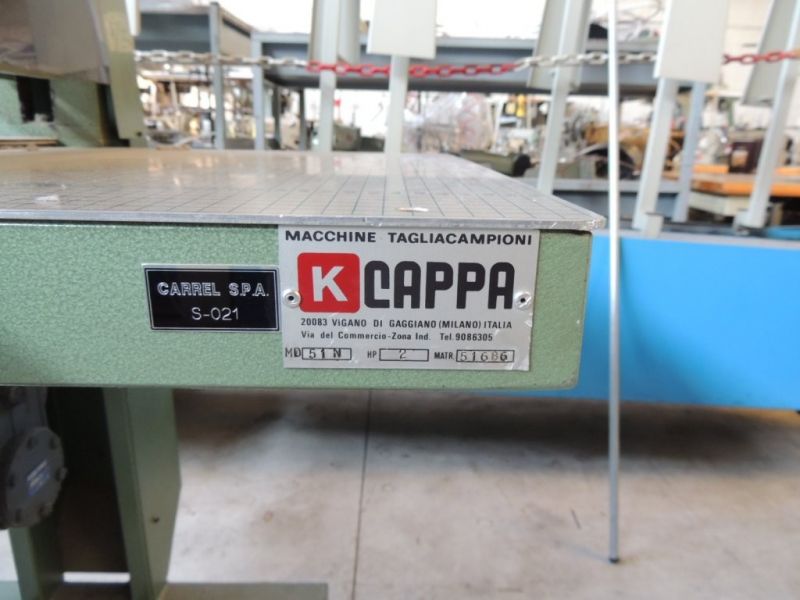 MACCHINE TAGLIACAMPIONI
K CAPPA
20083 VIGANO DI GAGGIANO (MILANO) ITALIA
Via del Commercio-Zona Ind. Tel. 9086305
MD 51 N HP 2 MATR. 51686
CARREL S.P.A.
S-021